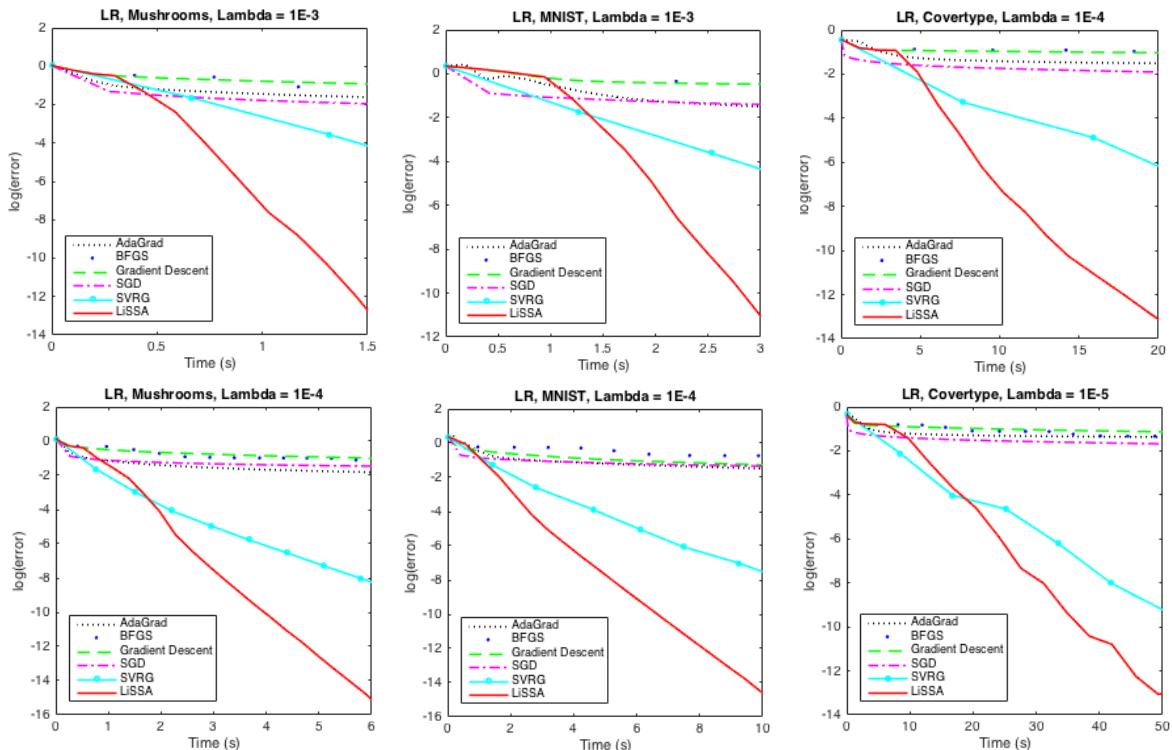 LR, Mushrooms, Lambda = 1E-3
2
0
-2
-4
-6
-8
-10
-12
-14
log(error)
AdaGrad
BFGS
Gradient Descent
SGD
SVRG
LiSSA
0
0.5
1
1.5
Time (s)
LR, MNIST, Lambda = 1E-3
2
0
-2
-4
-6
-8
-10
-12
log(error)
AdaGrad
BFGS
Gradient Descent
SGD
SVRG
LiSSA
0
0.5
1
1.5
2
2.5
3
Time (s)
LR, Covertype, Lambda = 1E-4
0
-2
-4
-6
-8
-10
-12
-14
log(error)
AdaGrad
BFGS
Gradient Descent
SGD
SVRG
LiSSA
0
5
10
15
20
Time (s)
LR, Mushrooms, Lambda = 1E-4
2
0
-2
-4
-6
-8
-10
-12
-14
-16
log(error)
AdaGrad
BFGS
Gradient Descent
SGD
SVRG
LiSSA
0
1
2
3
4
5
6
Time (s)
LR, MNIST, Lambda = 1E-4
2
0
-2
-4
-6
-8
-10
-12
-14
-16
log(error)
AdaGrad
BFGS
Gradient Descent
SGD
SVRG
LiSSA
0
2
4
6
8
10
Time (s)
LR, Covertype, Lambda = 1E-5
0
-2
-4
-6
-8
-10
-12
-14
log(error)
AdaGrad
BFGS
Gradient Descent
SGD
SVRG
LiSSA
0
10
20
30
40
50
Time (s)